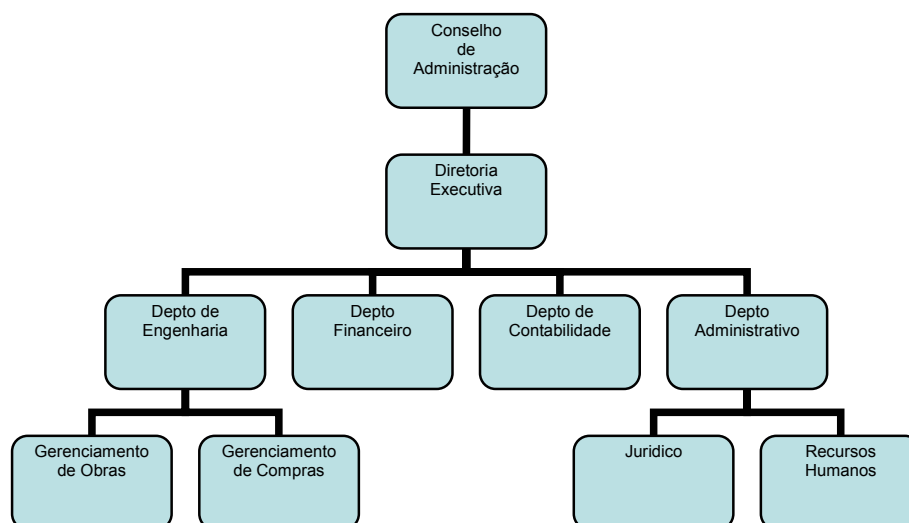 Conselho
de
Administração
Diretoria
Executiva
Depto de
Engenharia
Depto
Financeiro
Depto de
Contabilidade
Depto
Administrativo
Gerenciamento
de Obras
Gerenciamento
de Compras
Juridico
Recursos
Humanos